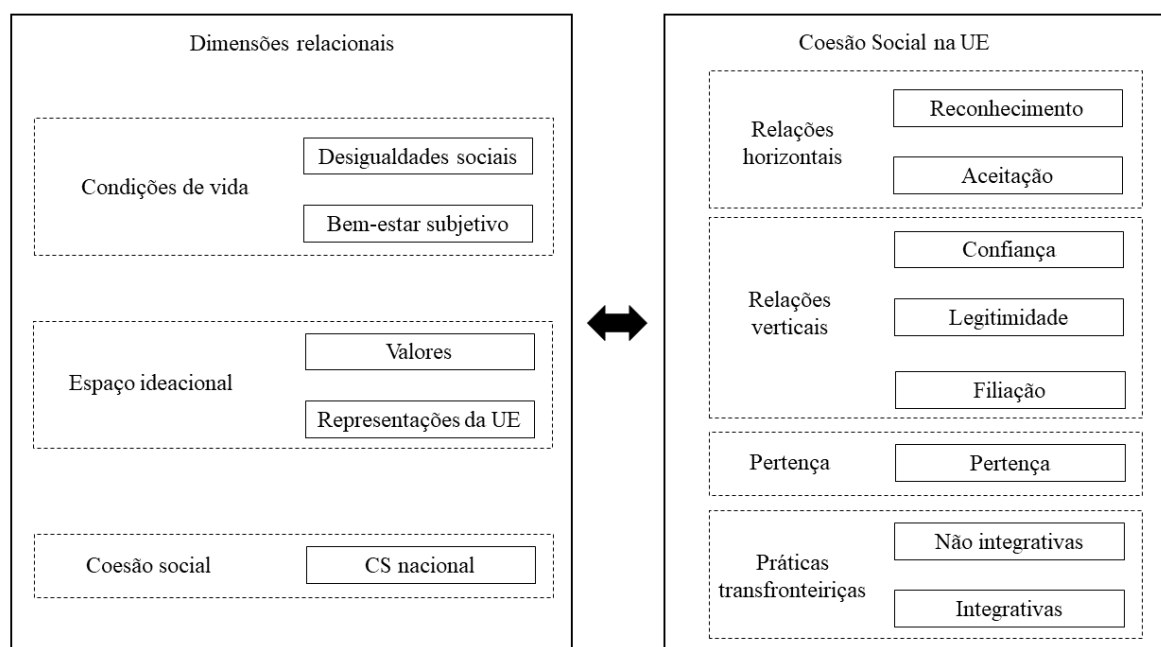 Dimensões relacionais
Condições de vida
Desigualdades sociais
Bem-estar subjetivo
Espaço ideacional
Valores
Representações da UE
Coesão social
CS nacional
Coesão Social na UE
Relações
horizontais
Reconhecimento
Aceitação
Relações
verticais
Confiança
Legitimidade
Filiação
Pertença
Pertença
Práticas
transfronteiriças
Não integrativas
Integrativas